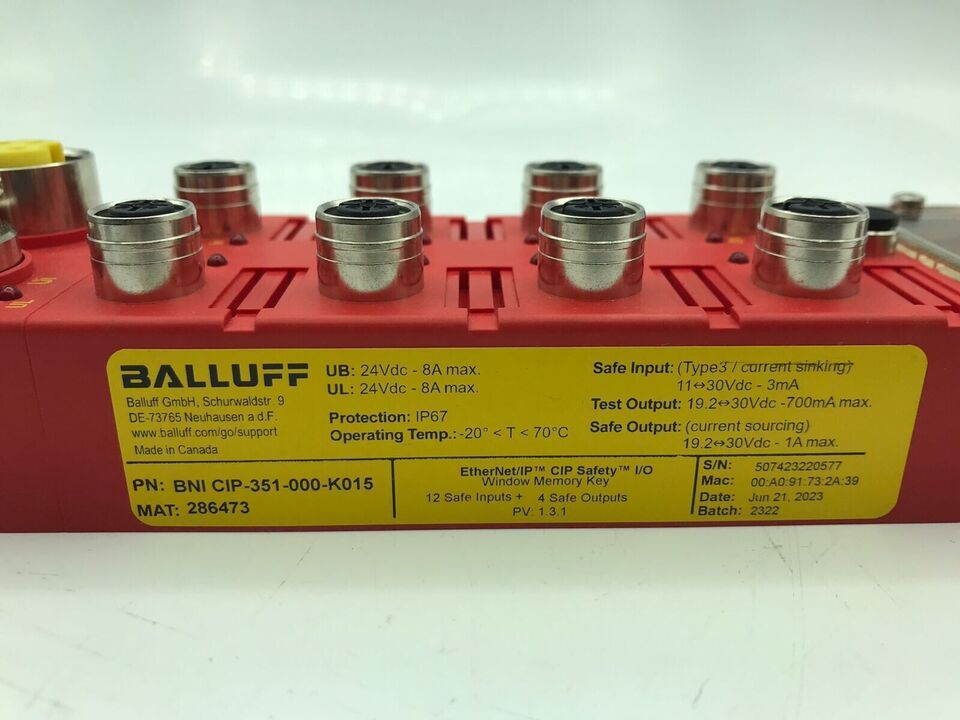 BALLUFF
Balluff GmbH, Schurwaldstr. 9
DE-73765 Neuhausen a.d.F.
www.balluff.com/go/support
Made in Canada
UB: 24Vdc - 8A max.
UL: 24Vdc - 8A max.
Protection: IP67
Operating Temp.: -20° < T < 70°C
Safe Input: (Type3 / current sinking)
11↔30Vdc - 3mA
Test Output: 19.2↔30Vdc -700mA max.
Safe Output: (current sourcing)
19.2↔30Vdc - 1A max.
PN: BNI CIP-351-000-K015
MAT: 286473
EtherNet/IP™ CIP Safety™ I/O
Window Memory Key
12 Safe Inputs + 4 Safe Outputs
PV: 1.3.1
S/N: 507423220577
Mac: 00:A0:91:73:2A:39
Date: Jun 21, 2023
Batch: 2322